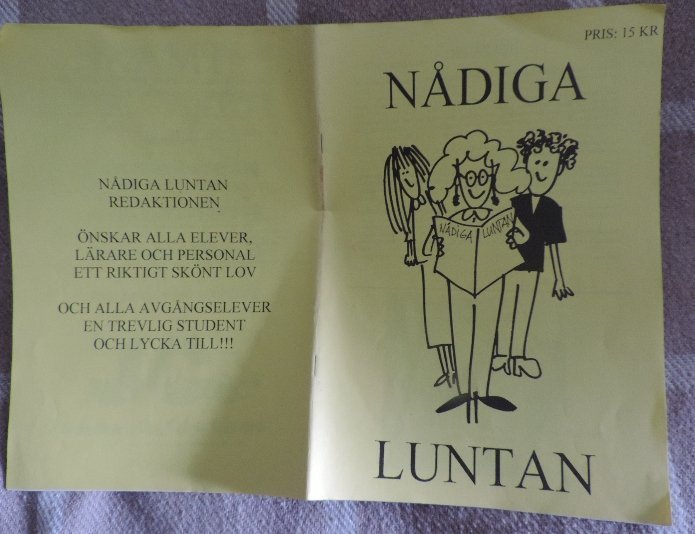 NÅDIGA LUNTAN
REDAKTIONEN
ÖNSKAR ALLA ELEVER,
LÄRARE OCH PERSONAL
ETT RIKTIGT SKÖNT LOV
OCH ALLA AVGÅNGSELEVER
EN TREVLIG STUDENT
OCH LYCKA TILL!!!
PRIS: 15 KR
NÅDIGA
NÅDIGA LUNTAN
LUNTAN